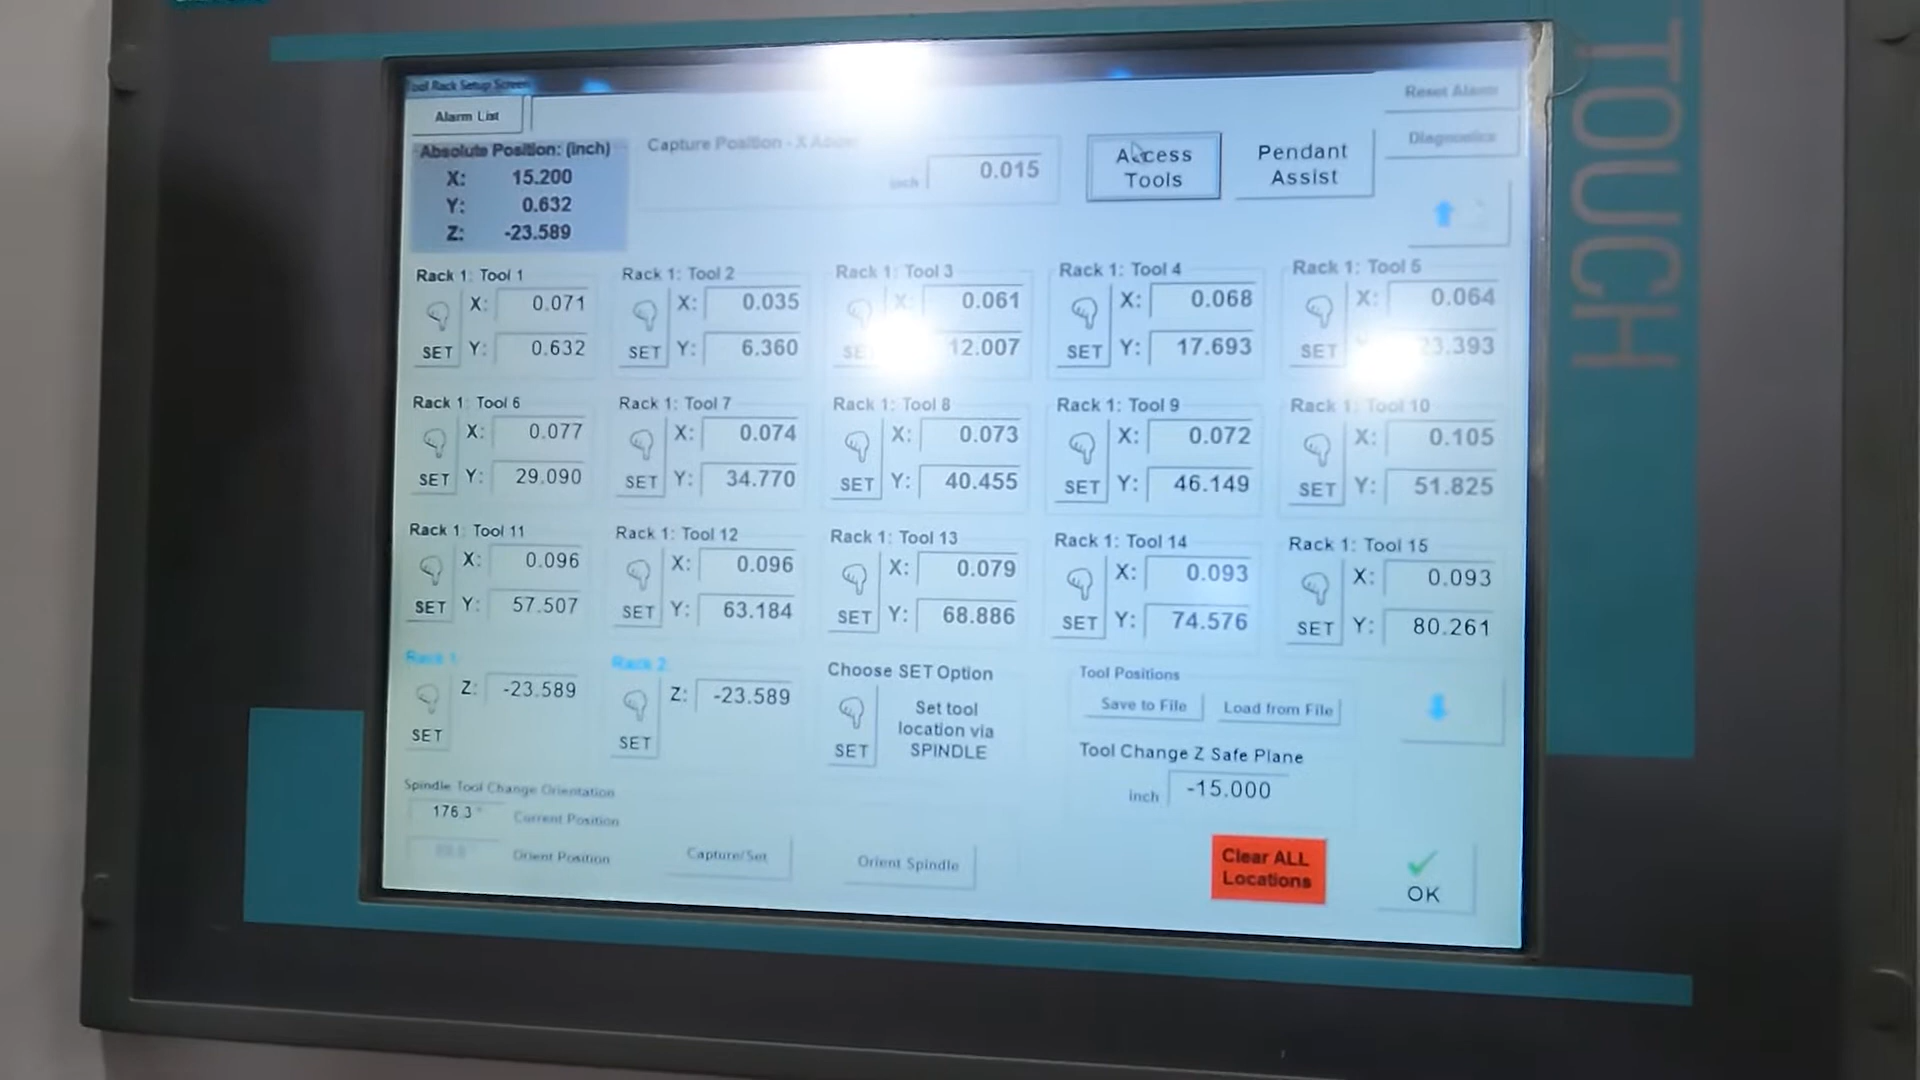 Tool Rack Setup Screen
Alarm List
Reset Alarm
Diagnostics
Absolute Position: (inch)
X: 15.200
Y: 0.632
Z: -23.589
Capture Position - X Above
inch 0.015
Access Tools
Pendant Assist
Rack 1: Tool 1
X: 0.071
SET Y: 0.632
Rack 1: Tool 2
X: 0.035
SET Y: 6.360
Rack 1: Tool 3
X: 0.061
SET 12.007
Rack 1: Tool 4
X: 0.068
SET Y: 17.693
Rack 1: Tool 5
X: 0.064
SET 23.393
Rack 1: Tool 6
X: 0.077
SET Y: 29.090
Rack 1: Tool 7
X: 0.074
SET Y: 34.770
Rack 1: Tool 8
X: 0.073
SET Y: 40.455
Rack 1: Tool 9
X: 0.072
SET Y: 46.149
Rack 1: Tool 10
X: 0.105
SET Y: 51.825
Rack 1: Tool 11
X: 0.096
SET Y: 57.507
Rack 1: Tool 12
X: 0.096
SET Y: 63.184
Rack 1: Tool 13
X: 0.079
SET Y: 68.886
Rack 1: Tool 14
X: 0.093
SET Y: 74.576
Rack 1: Tool 15
X: 0.093
SET Y: 80.261
Rack 1
Z: -23.589
SET
Rack 2
Z: -23.589
SET
Choose SET Option
Set tool
location via
SPINDLE
SET
Tool Positions
Save to File
Load from File
Tool Change Z Safe Plane
inch -15.000
Spindle Tool Change Orientation
176.3 ° Current Position
Orient Position
Capture/Set
Orient Spindle
Clear ALL
Locations
OK
TOUCH